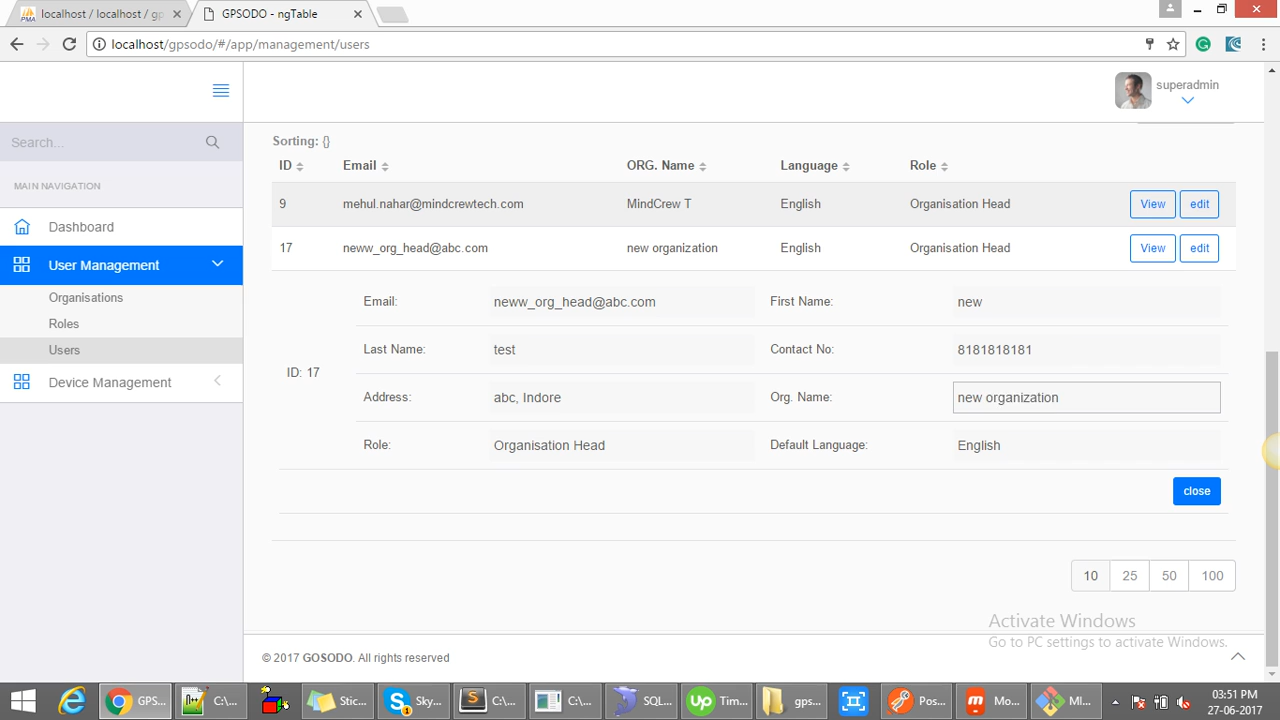 localhost / localhost / gp
GPSODO - ngTable
localhost/gpsodo/#/app/management/users
superadmin
Search...
MAIN NAVIGATION
Dashboard
User Management
Organisations
Roles
Users
Device Management
Sorting: {}
ID Email ORG. Name Language Role
9 mehul.nahar@mindcrewtech.com MindCrew T English Organisation Head View edit
17 neww_org_head@abc.com new organization English Organisation Head View edit
ID: 17
Email: neww_org_head@abc.com First Name: new
Last Name: test Contact No: 8181818181
Address: abc, Indore Org. Name: new organization
Role: Organisation Head Default Language: English
close
10 25 50 100
Activate Windows
Go to PC settings to activate Windows.
© 2017 GOSODO. All rights reserved
GPS... C:\... Stic... Sky... C:\... C:\... SQL... Tim... gps... Pos... Mo... MI...
03:51 PM
27-06-2017